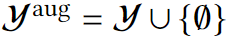 𝓨^aug = 𝓨 ∪ {∅}